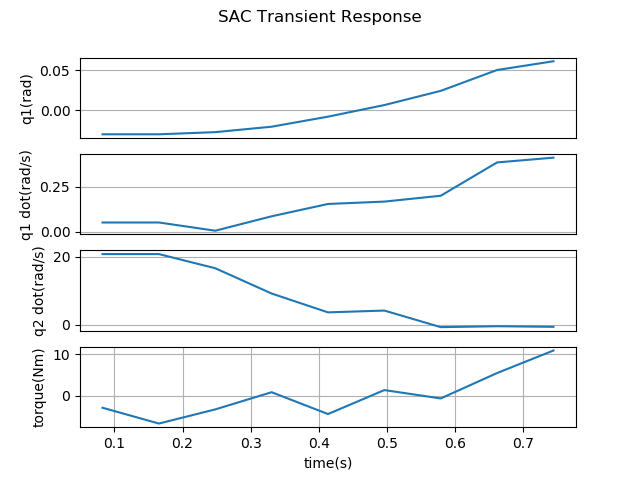 SAC Transient Response
q1(rad)
0.05
0.00
q1 dot(rad/s)
0.25
0.00
q2 dot(rad/s)
20
0
torque(Nm)
10
0
0.1 0.2 0.3 0.4 0.5 0.6 0.7
time(s)